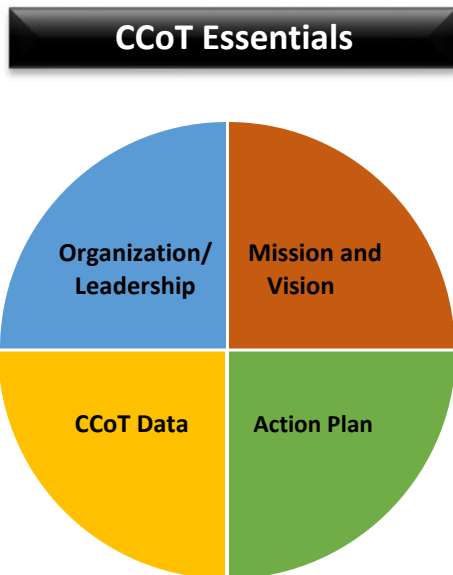 CCoT Essentials
Organization/
Leadership
Mission and
Vision
CCoT Data
Action Plan